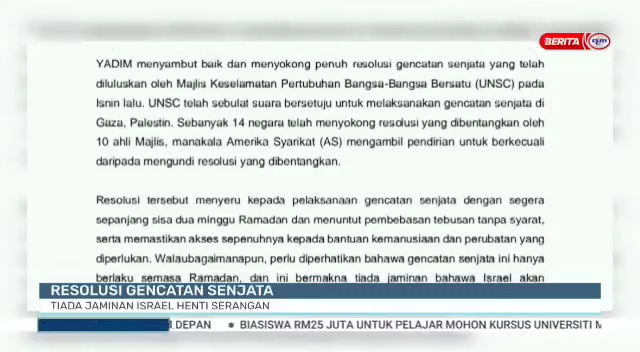 BERITA
YADIM menyambut baik dan menyokong penuh resolusi gencatan senjata yang telah
diluluskan oleh Majlis Keselamatan Pertubuhan Bangsa-Bangsa Bersatu (UNSC) pada
Isnin lalu. UNSC telah sebulat suara bersetuju untuk melaksanakan gencatan senjata di
Gaza, Palestin. Sebanyak 14 negara telah menyokong resolusi yang dibentangkan oleh
10 ahli Majlis, manakala Amerika Syarikat (AS) mengambil pendirian untuk berkecuali
daripada mengundi resolusi yang dibentangkan.
Resolusi tersebut menyeru kepada pelaksanaan gencatan senjata dengan segera
sepanjang sisa dua minggu Ramadan dan menuntut pembebasan tebusan tanpa syarat,
serta memastikan akses sepenuhnya kepada bantuan kemanusiaan dan perubatan yang
diperlukan. Walaubagaimanapun, perlu diperhatikan bahawa gencatan senjata ini hanya
berlaku semasa Ramadan, dan ini bermakna tiada jaminan bahawa Israel akan
RESOLUSI GENCATAN SENJATA
TIADA JAMINAN ISRAEL HENTI SERANGAN
DEPAN • BIASISWA RM25 JUTA UNTUK PELAJAR MOHON KURSUS UNIVERSITI